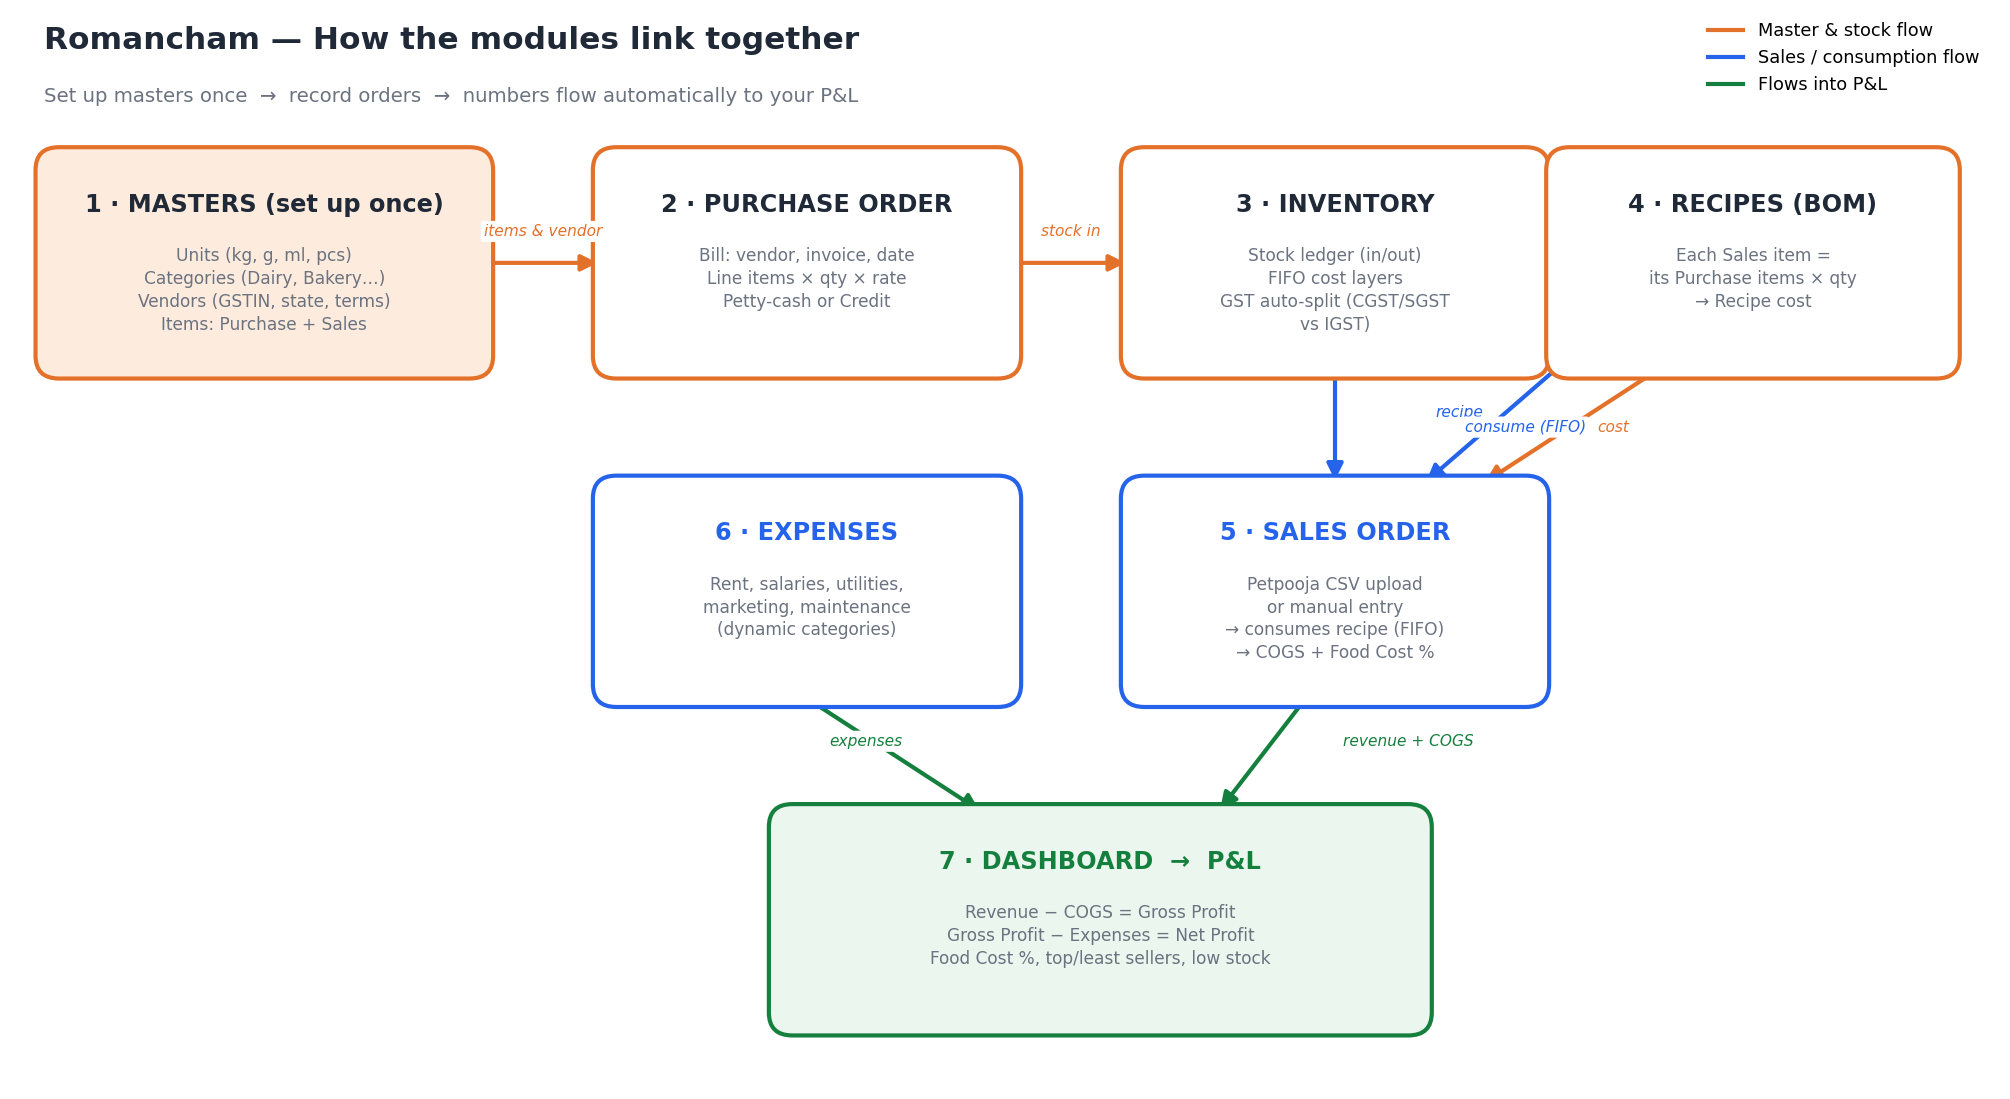 Romancham — How the modules link together
Set up masters once → record orders → numbers flow automatically to your P&L
Master & stock flow
Sales / consumption flow
Flows into P&L
1 · MASTERS (set up once)
Units (kg, g, ml, pcs)
Categories (Dairy, Bakery...)
Vendors (GSTIN, state, terms)
Items: Purchase + Sales
items & vendor
2 · PURCHASE ORDER
Bill: vendor, invoice, date
Line items × qty × rate
Petty-cash or Credit
stock in
3 · INVENTORY
Stock ledger (in/out)
FIFO cost layers
GST auto-split (CGST/SGST
vs IGST)
4 · RECIPES (BOM)
Each Sales item =
its Purchase items × qty
→ Recipe cost
recipe
consume (FIFO)
cost
6 · EXPENSES
Rent, salaries, utilities,
marketing, maintenance
(dynamic categories)
5 · SALES ORDER
Petpooja CSV upload
or manual entry
→ consumes recipe (FIFO)
→ COGS + Food Cost %
expenses
revenue + COGS
7 · DASHBOARD → P&L
Revenue − COGS = Gross Profit
Gross Profit − Expenses = Net Profit
Food Cost %, top/least sellers, low stock